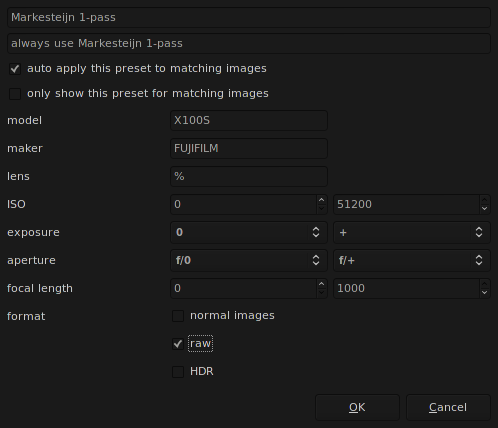 Markesteijn 1-pass
always use Markesteijn 1-pass
auto apply this preset to matching images
only show this preset for matching images
model X100S
maker FUJIFILM
lens %
ISO 0 51200
exposure 0 +
aperture f/0 f/+
focal length 0 1000
format normal images
raw
HDR
OK Cancel